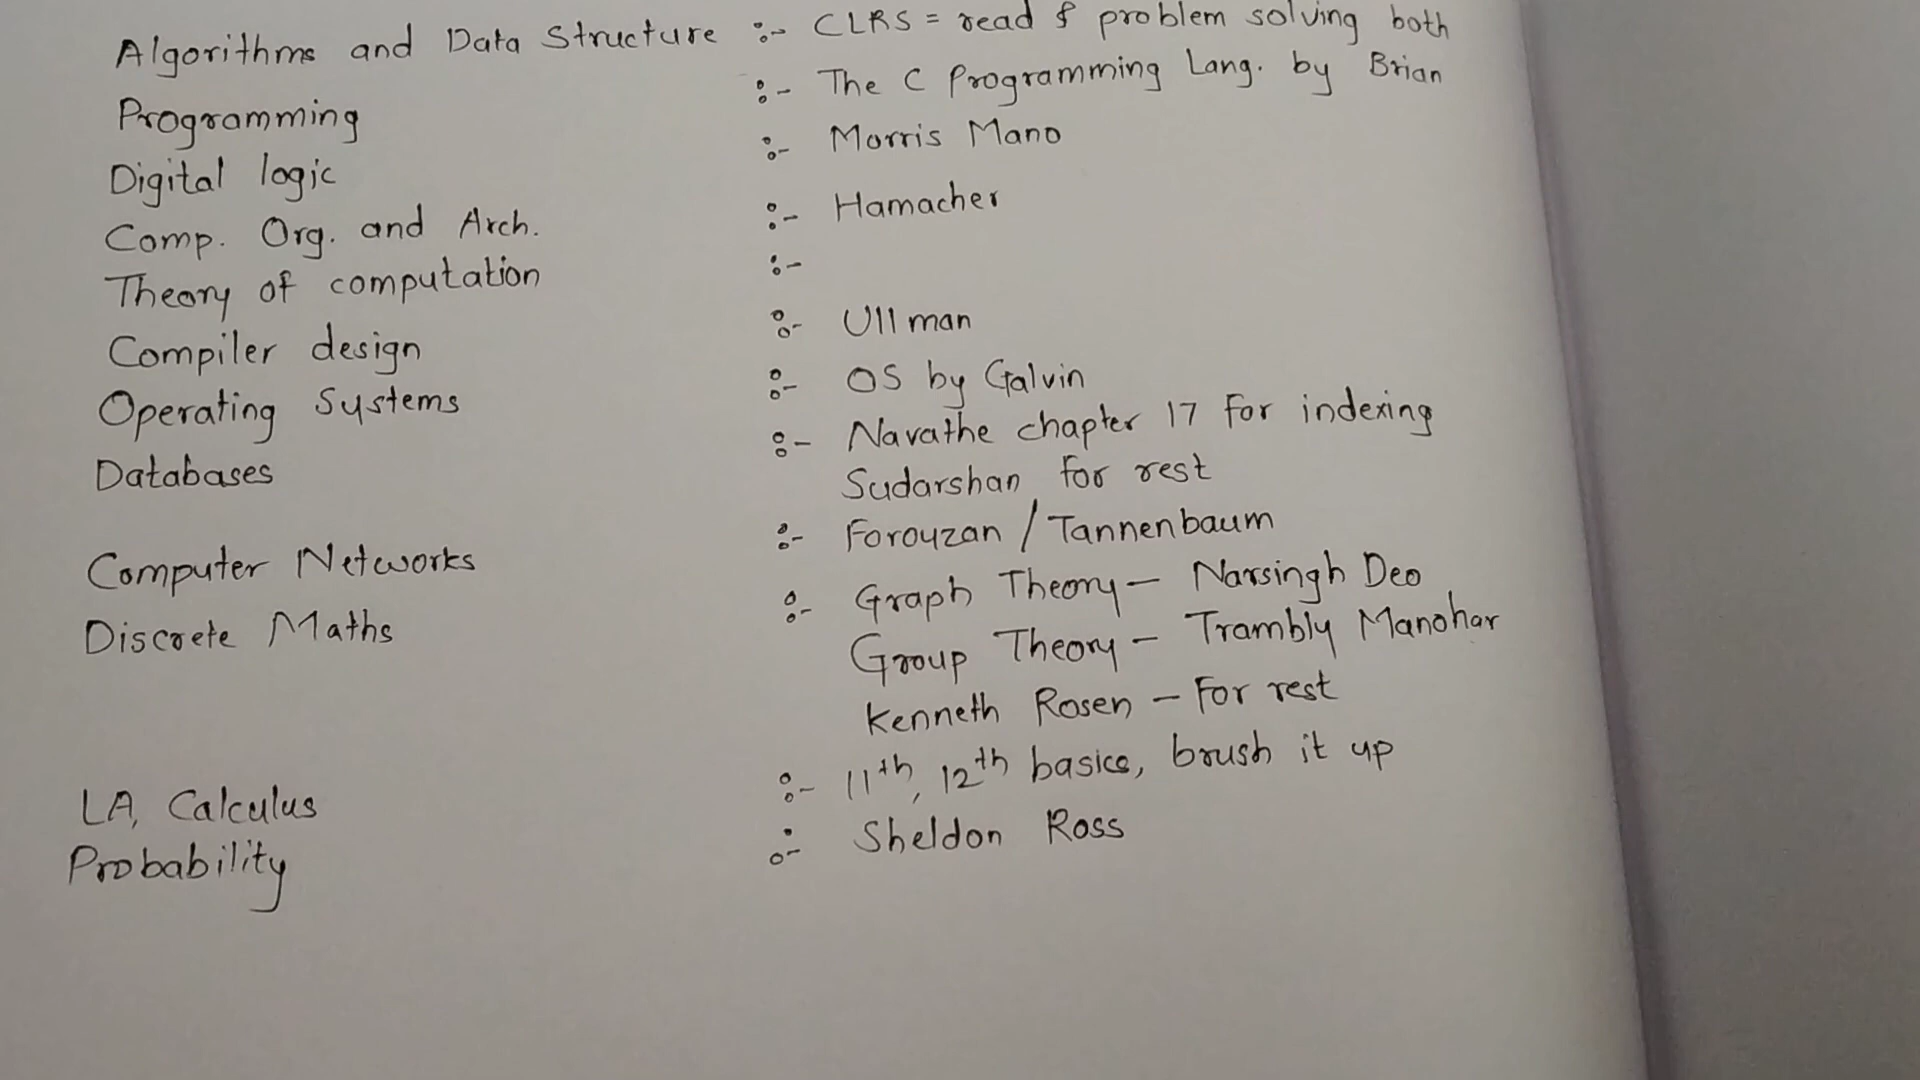 Algorithms and Data Structure :- CLRS = read & problem solving both
Programming :- The C Programming Lang. by Brian
Digital logic :- Morris Mano
Comp. Org. and Arch. :- Hamacher
Theory of computation :-
Compiler design :- Ullman
Operating Systems :- OS by Galvin
Databases :- Navathe chapter 17 for indexing
Sudarshan for rest
Computer Networks :- Forouzan / Tannenbaum
Discrete Maths :- Graph Theory - Narsingh Deo
Group Theory - Trambly Manohar
Kenneth Rosen - For rest
LA, Calculus :- 11th, 12th basics, brush it up
Probability :- Sheldon Ross